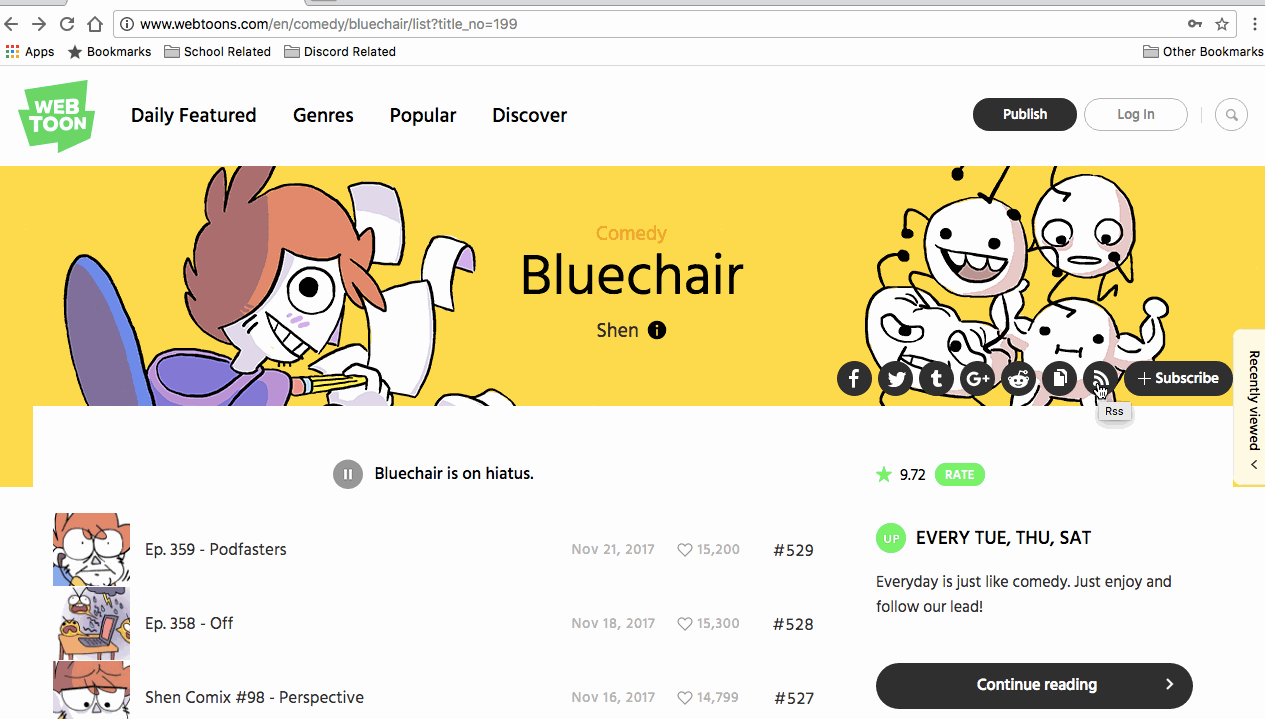 www.webtoons.com/en/comedy/bluechair/list?title_no=199
Apps Bookmarks School Related Discord Related Other Bookmarks
WEB
TOON
Daily Featured Genres Popular Discover Publish Log In
Comedy
Bluechair
Shen i
f t G+ + Subscribe
Rss
Recently viewed
Bluechair is on hiatus.
9.72 RATE
Ep. 359 - Podfasters Nov 21, 2017 15,200 #529
UP EVERY TUE, THU, SAT
Everyday is just like comedy. Just enjoy and
follow our lead!
Ep. 358 - Off Nov 18, 2017 15,300 #528
Shen Comix #98 - Perspective Nov 16, 2017 14,799 #527
Continue reading